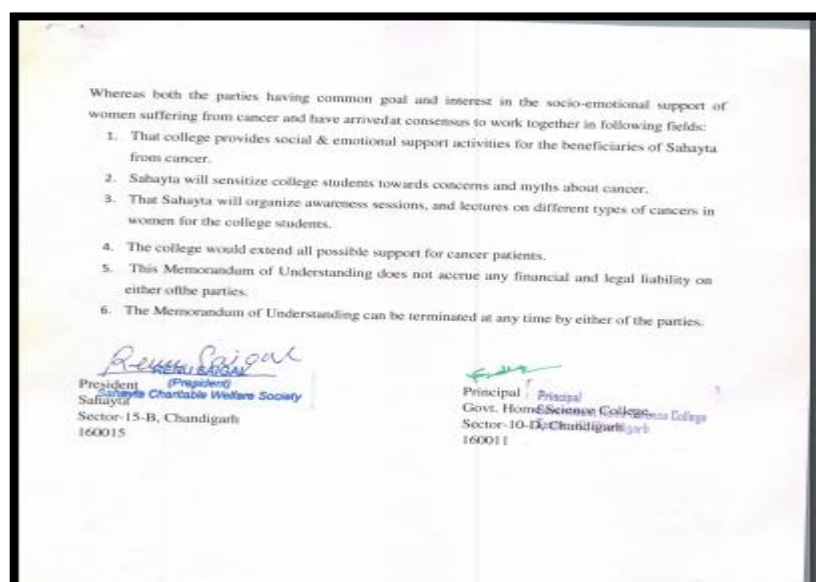 Whereas both the parties having common goal and interest in the socio-emotional support of
women suffering from cancer and have arrivedat consensus to work together in following fields:
1. That college provides social & emotional support activities for the beneficiaries of Sahayta
from cancer.
2. Sahayta will sensitize college students towards concerns and myths about cancer.
3. That Sahayta will organize awareness sessions, and lectures on different types of cancers in
women for the college students.
4. The college would extend all possible support for cancer patients.
5. This Memorandum of Understanding does not accrue any financial and legal liability on
either ofthe parties.
6. The Memorandum of Understanding can be terminated at any time by either of the parties.
Renu Saigal
RENU SAIGAL
President (President)
Sahayta Sahayta Charitable Welfare Society
Sector-15-B, Chandigarh
160015
Principal Principal
Govt. Home Science College
Sector-10-D, Chandigarh
160011